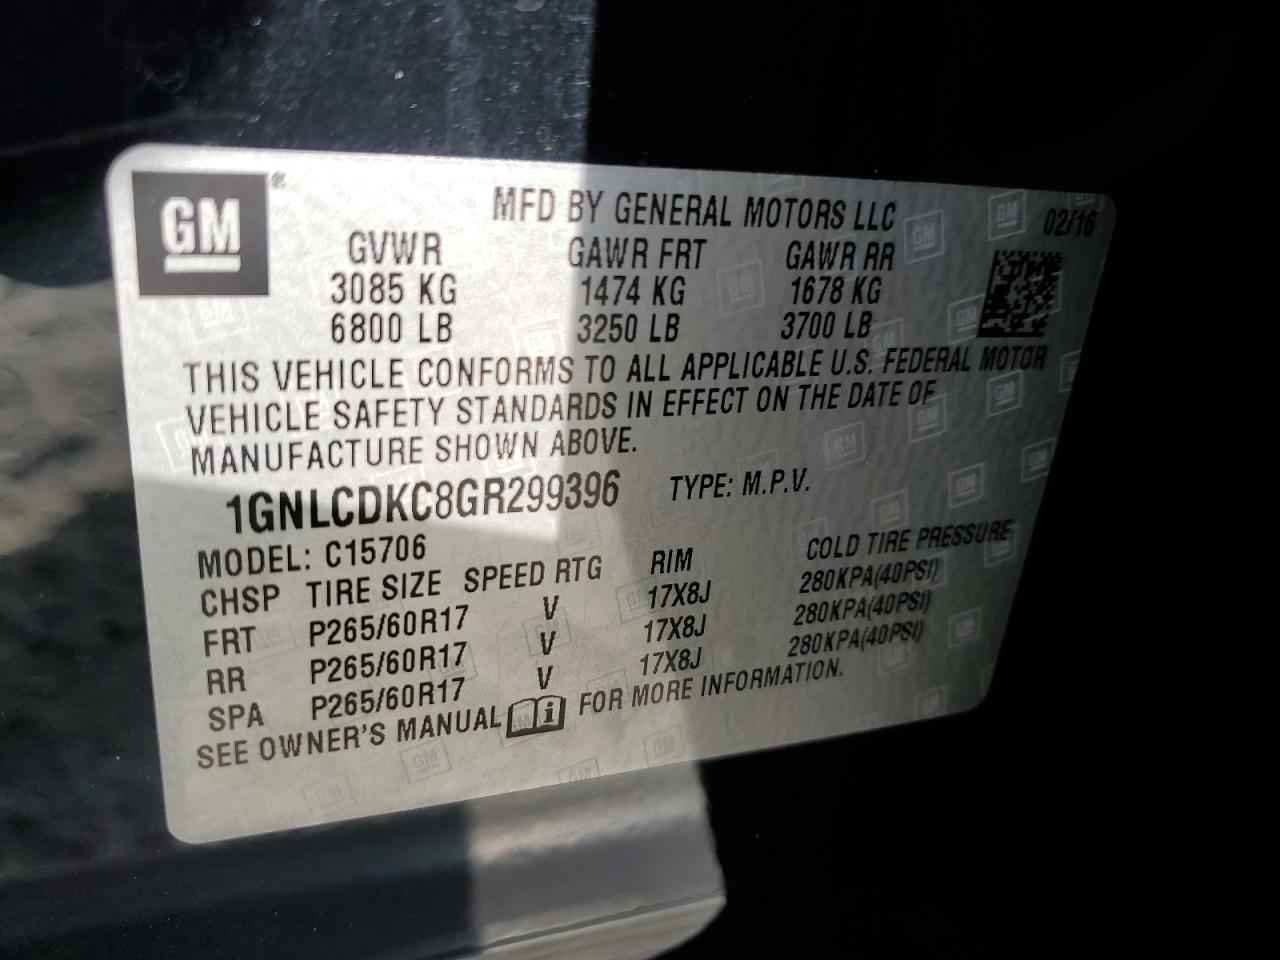 GM®
MFD BY GENERAL MOTORS LLC 02/16
GVWR GAWR FRT GAWR RR
3085 KG 1474 KG 1678 KG
6800 LB 3250 LB 3700 LB
THIS VEHICLE CONFORMS TO ALL APPLICABLE U.S. FEDERAL MOTOR
VEHICLE SAFETY STANDARDS IN EFFECT ON THE DATE OF
MANUFACTURE SHOWN ABOVE.
1GNLCDKC8GR299396 TYPE: M.P.V.
MODEL: C15706
CHSP TIRE SIZE SPEED RTG RIM COLD TIRE PRESSURE
FRT P265/60R17 V 17X8J 280KPA(40PSI)
RR P265/60R17 V 17X8J 280KPA(40PSI)
SPA P265/60R17 V 17X8J 280KPA(40PSI)
SEE OWNER'S MANUAL i FOR MORE INFORMATION.